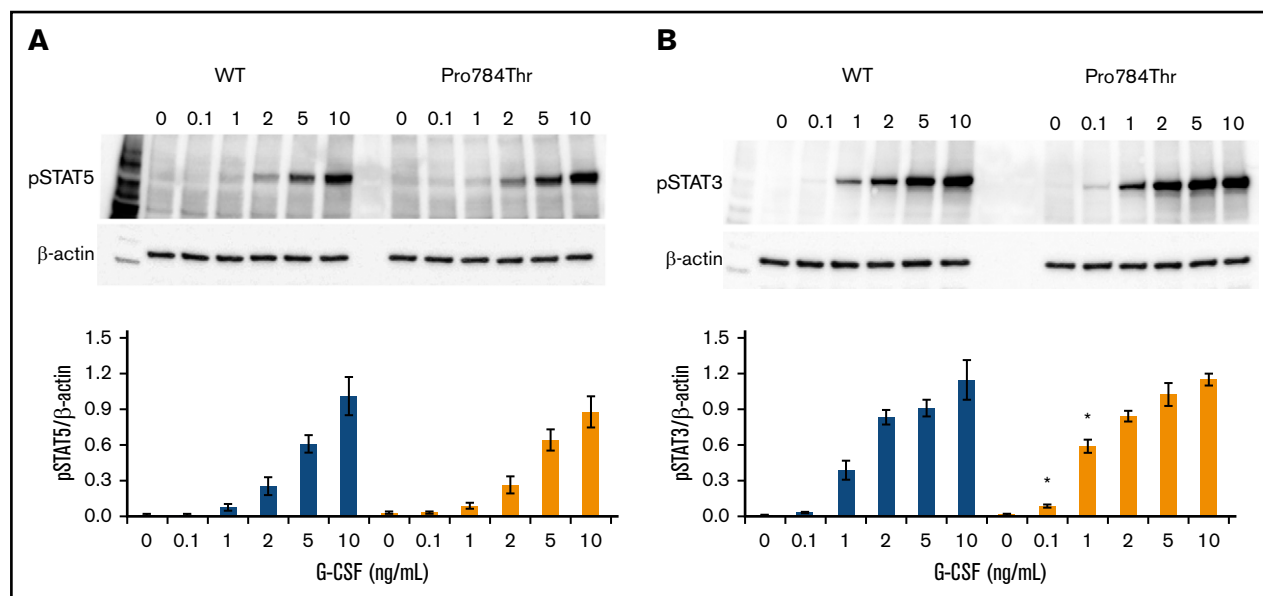 A
WT Pro784Thr
0 0.1 1 2 5 10 0 0.1 1 2 5 10
pSTAT5
β-actin
1.5
1.2
0.9
0.6
0.3
0.0
pSTAT5/β-actin
0 0.1 1 2 5 10 0 0.1 1 2 5 10
G-CSF (ng/mL)
B
WT Pro784Thr
0 0.1 1 2 5 10 0 0.1 1 2 5 10
pSTAT3
β-actin
1.5
1.2
0.9
0.6
0.3
0.0
pSTAT3/β-actin
*
*
0 0.1 1 2 5 10 0 0.1 1 2 5 10
G-CSF (ng/mL)